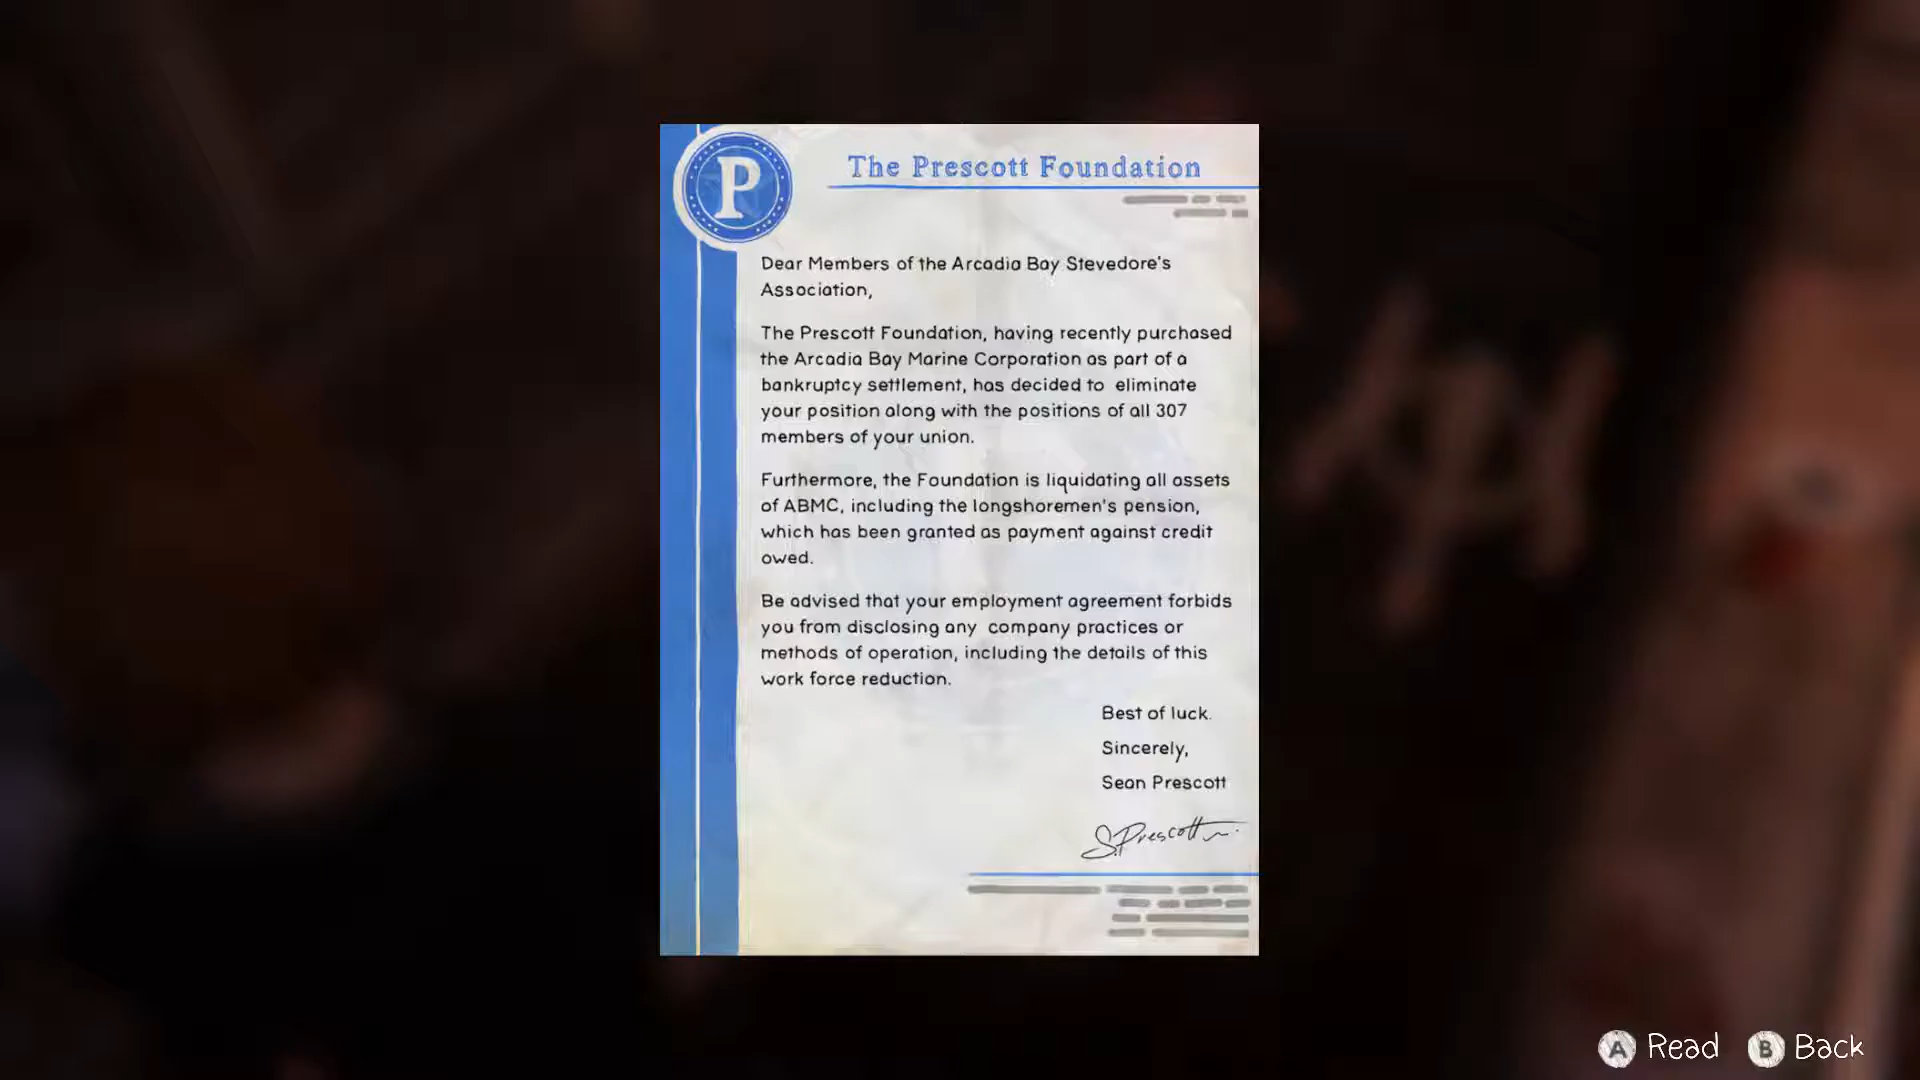 P
The Prescott Foundation
Dear Members of the Arcadia Bay Stevedore's
Association,
The Prescott Foundation, having recently purchased
the Arcadia Bay Marine Corporation as part of a
bankruptcy settlement, has decided to eliminate
your position along with the positions of all 307
members of your union.
Furthermore, the Foundation is liquidating all assets
of ABMC, including the longshoremen's pension,
which has been granted as payment against credit
owed.
Be advised that your employment agreement forbids
you from disclosing any company practices or
methods of operation, including the details of this
work force reduction.
Best of luck.
Sincerely,
Sean Prescott
S.Prescott
A Read B Back